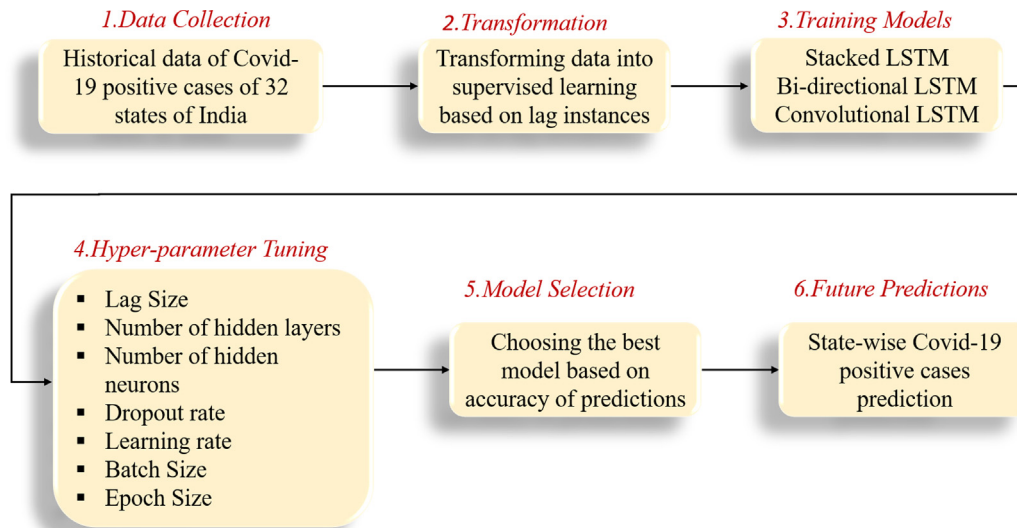 1.Data Collection
Historical data of Covid-
19 positive cases of 32
states of India
2.Transformation
Transforming data into
supervised learning
based on lag instances
3.Training Models
Stacked LSTM
Bi-directional LSTM
Convolutional LSTM
4.Hyper-parameter Tuning
▪ Lag Size
▪ Number of hidden layers
▪ Number of hidden
neurons
▪ Dropout rate
▪ Learning rate
▪ Batch Size
▪ Epoch Size
5.Model Selection
Choosing the best
model based on
accuracy of predictions
6.Future Predictions
State-wise Covid-19
positive cases
prediction